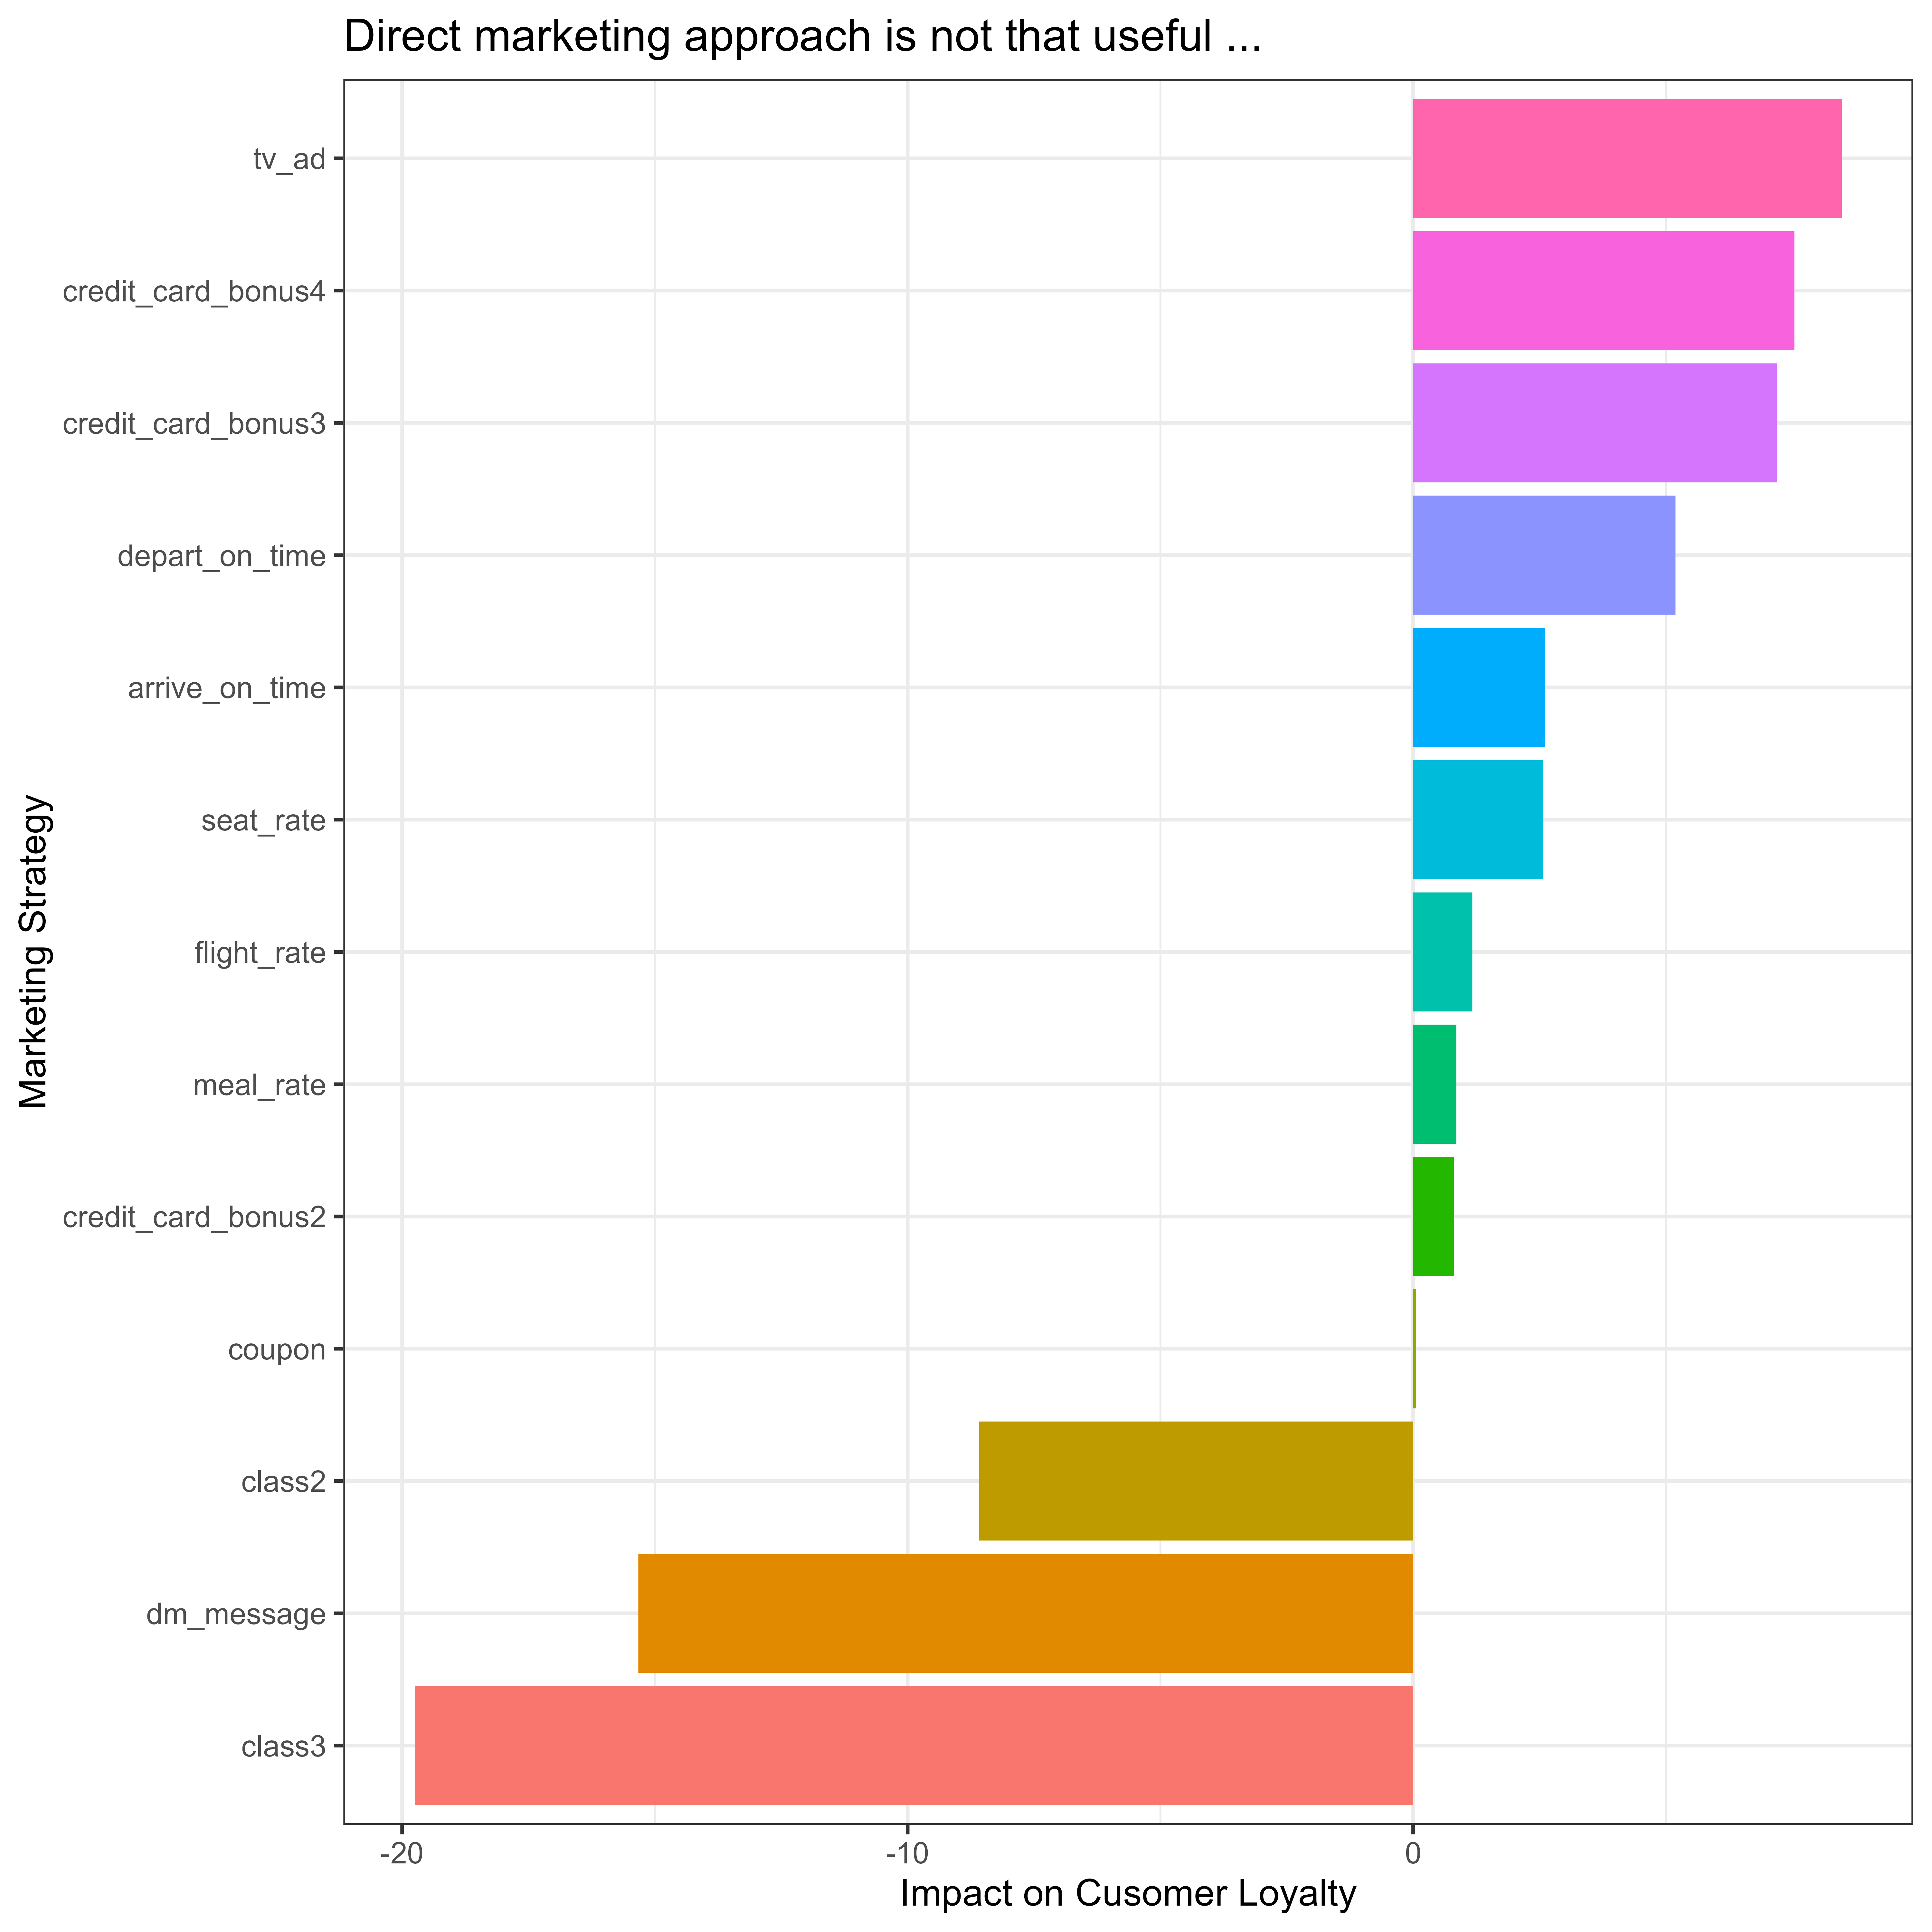 Direct marketing approach is not that useful ...
tv_ad
credit_card_bonus4
credit_card_bonus3
depart_on_time
arrive_on_time
seat_rate
flight_rate
meal_rate
credit_card_bonus2
coupon
class2
dm_message
class3
Marketing Strategy
-20 -10 0
Impact on Cusomer Loyalty